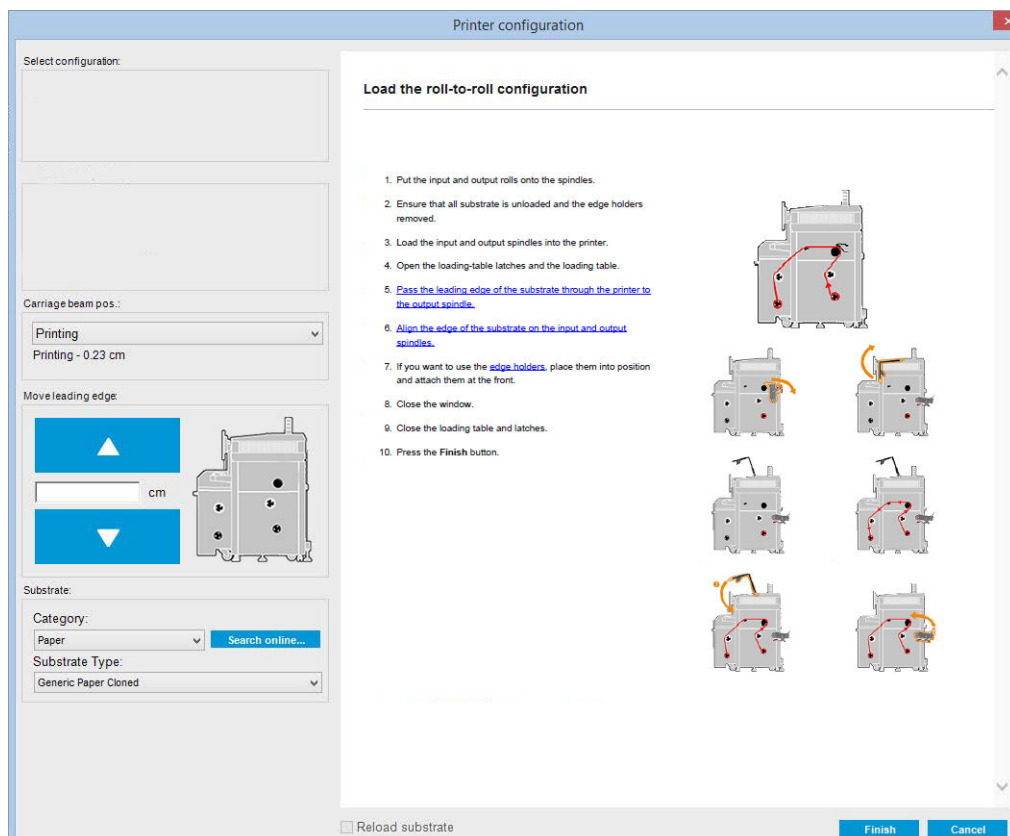 Printer configuration
Select configuration:
Carriage beam pos.:
Printing
Printing - 0.23 cm
Move leading edge:
cm
Substrate:
Category:
Paper
Search online...
Substrate Type:
Generic Paper Cloned
Load the roll-to-roll configuration
1. Put the input and output rolls onto the spindles.
2. Ensure that all substrate is unloaded and the edge holders
removed.
3. Load the input and output spindles into the printer.
4. Open the loading-table latches and the loading table.
5. Pass the leading edge of the substrate through the printer to
the output spindle.
6. Align the edge of the substrate on the input and output
spindles.
7. If you want to use the edge holders, place them into position
and attach them at the front.
8. Close the window.
9. Close the loading table and latches.
10. Press the Finish button.
Reload substrate
Finish
Cancel